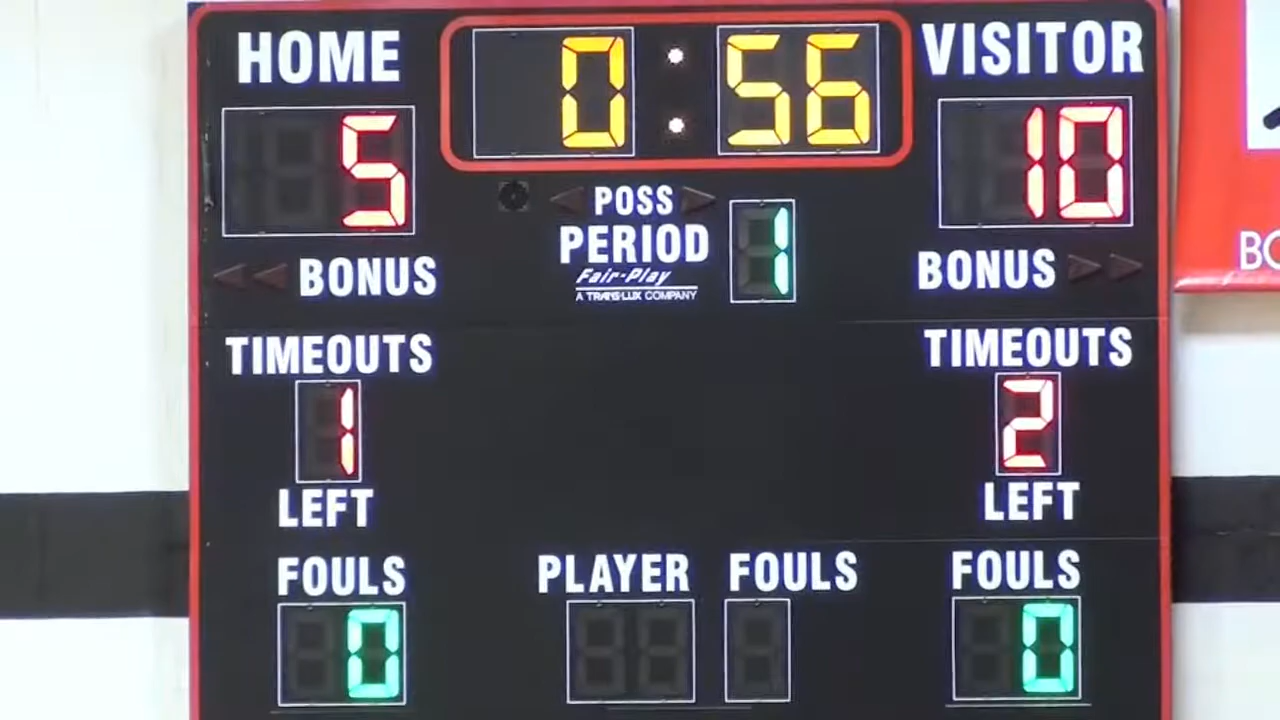 HOME 0:56 VISITOR
5 10
POSS
PERIOD 1
Fair-Play
A TRANS-LUX COMPANY
BONUS BONUS
TIMEOUTS TIMEOUTS
1 2
LEFT LEFT
FOULS PLAYER FOULS FOULS
0 0
BO